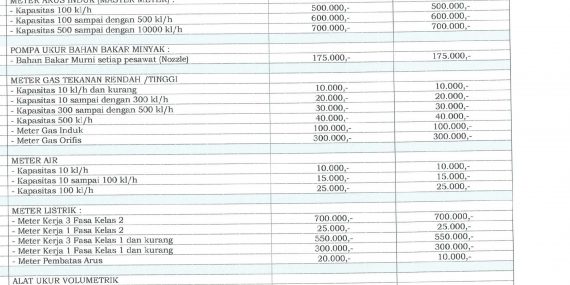 METER ARUS INDUK (MASTER METER) :
- Kapasitas 100 kl/h 500.000,- 500.000,-
- Kapasitas 100 sampai dengan 500 kl/h 600.000,- 600.000,-
- Kapasitas 500 sampai dengan 10000 kl/h 700.000,- 700.000,-
POMPA UKUR BAHAN BAKAR MINYAK :
- Bahan Bakar Murni setiap pesawat (Nozzle) 175.000,- 175.000,-
METER GAS TEKANAN RENDAH /TINGGI
- Kapasitas 10 kl/h dan kurang 10.000,- 10.000,-
- Kapasitas 10 sampai dengan 300 kl/h 20.000,- 20.000,-
- Kapasitas 300 sampai dengan 500 kl/h 30.000,- 30.000,-
- Kapasitas 500 kl/h 40.000,- 40.000,-
- Meter Gas Induk 100.000,- 100.000,-
- Meter Gas Orifis 300.000,- 300.000,-
METER AIR
- Kapasitas 10 kl/h 10.000,- 10.000,-
- Kapasitas 10 sampai 100 kl/h 15.000,- 15.000,-
- Kapasitas 100 kl/h 25.000,- 25.000,-
METER LISTRIK :
- Meter Kerja 3 Fasa Kelas 2 700.000,- 700.000,-
- Meter Kerja 1 Fasa Kelas 2 25.000,- 25.000,-
- Meter Kerja 3 Fasa Kelas 1 dan kurang 550.000,- 550.000,-
- Meter Kerja 1 Fasa Kelas 1 dan kurang 300.000,- 300.000,-
- Meter Pembatas Arus 20.000,- 10.000,-
ALAT UKUR VOLUMETRIK